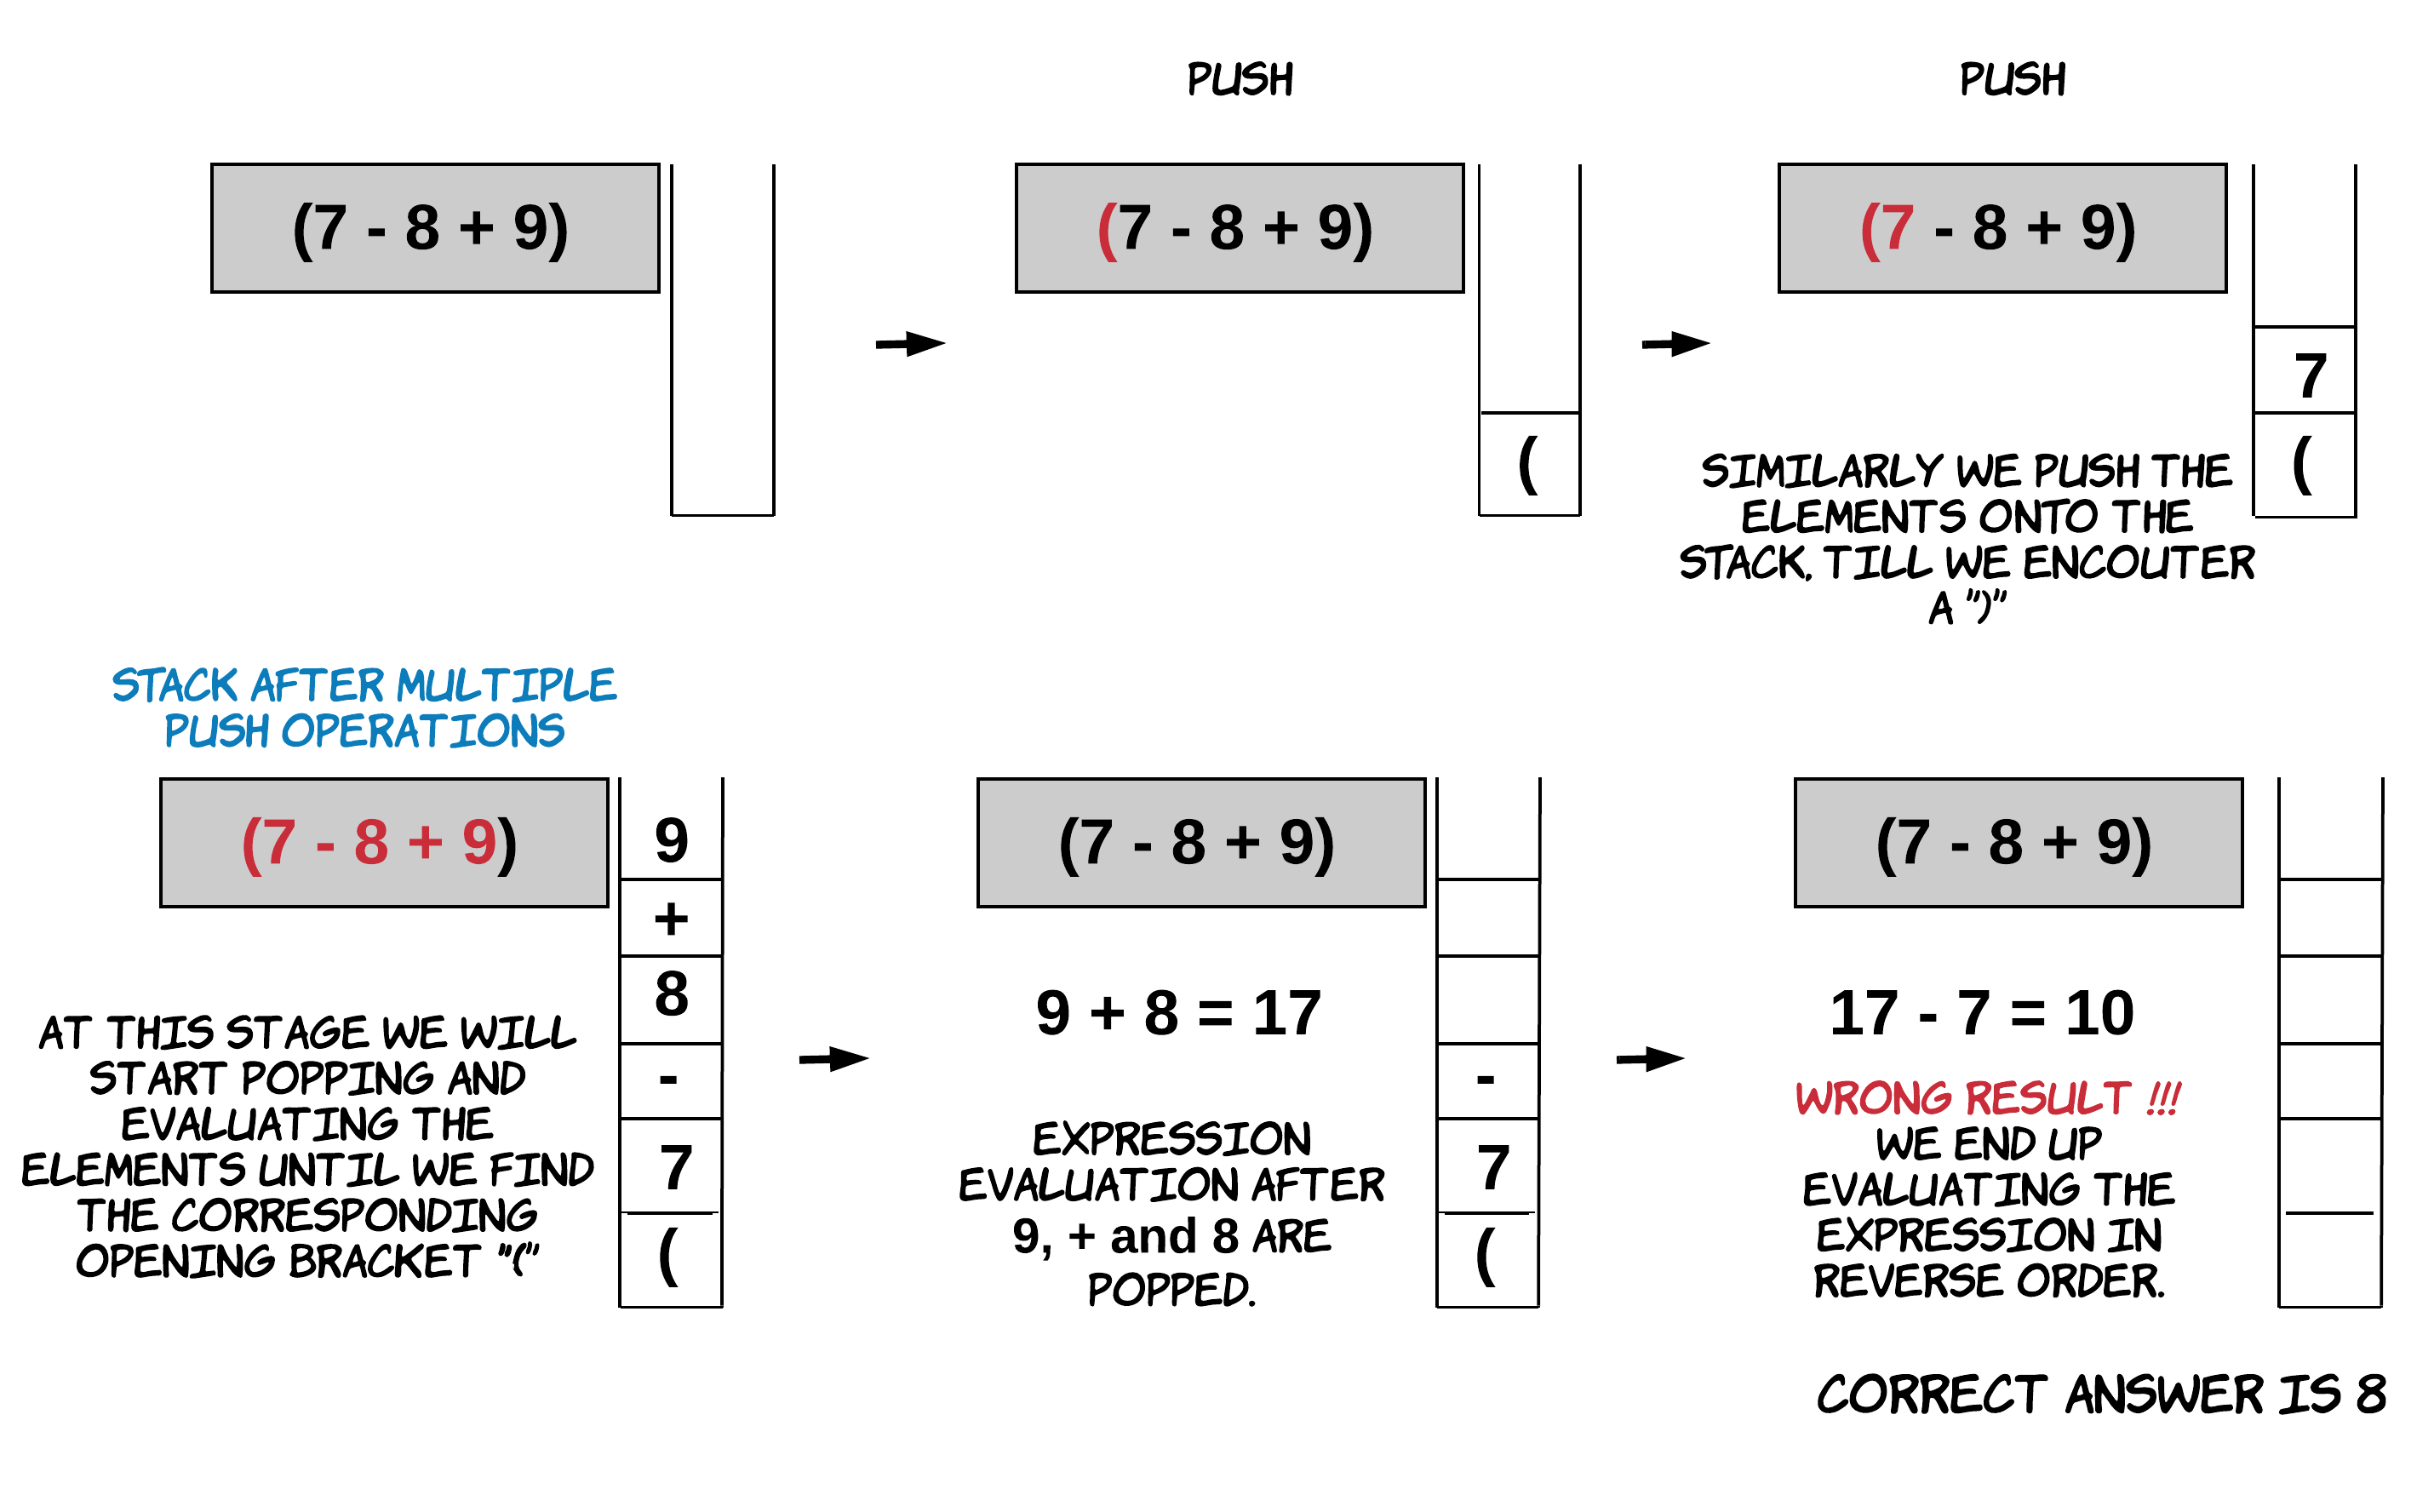 PUSH
PUSH
(7 - 8 + 9)
(7 - 8 + 9)
(
(7 - 8 + 9)
7
(
SIMILARLY WE PUSH THE
ELEMENTS ONTO THE
STACK, TILL WE ENCOUTER
A ")"
STACK AFTER MULTIPLE
PUSH OPERATIONS
(7 - 8 + 9)
9
+
8
-
7
(
AT THIS STAGE WE WILL
START POPPING AND
EVALUATING THE
ELEMENTS UNTIL WE FIND
THE CORRESPONDING
OPENING BRACKET "("
(7 - 8 + 9)
9 + 8 = 17
-
7
(
EXPRESSION
EVALUATION AFTER
9, + and 8 ARE
POPPED.
(7 - 8 + 9)
17 - 7 = 10
WRONG RESULT !!!
WE END UP
EVALUATING THE
EXPRESSION IN
REVERSE ORDER.
CORRECT ANSWER IS 8